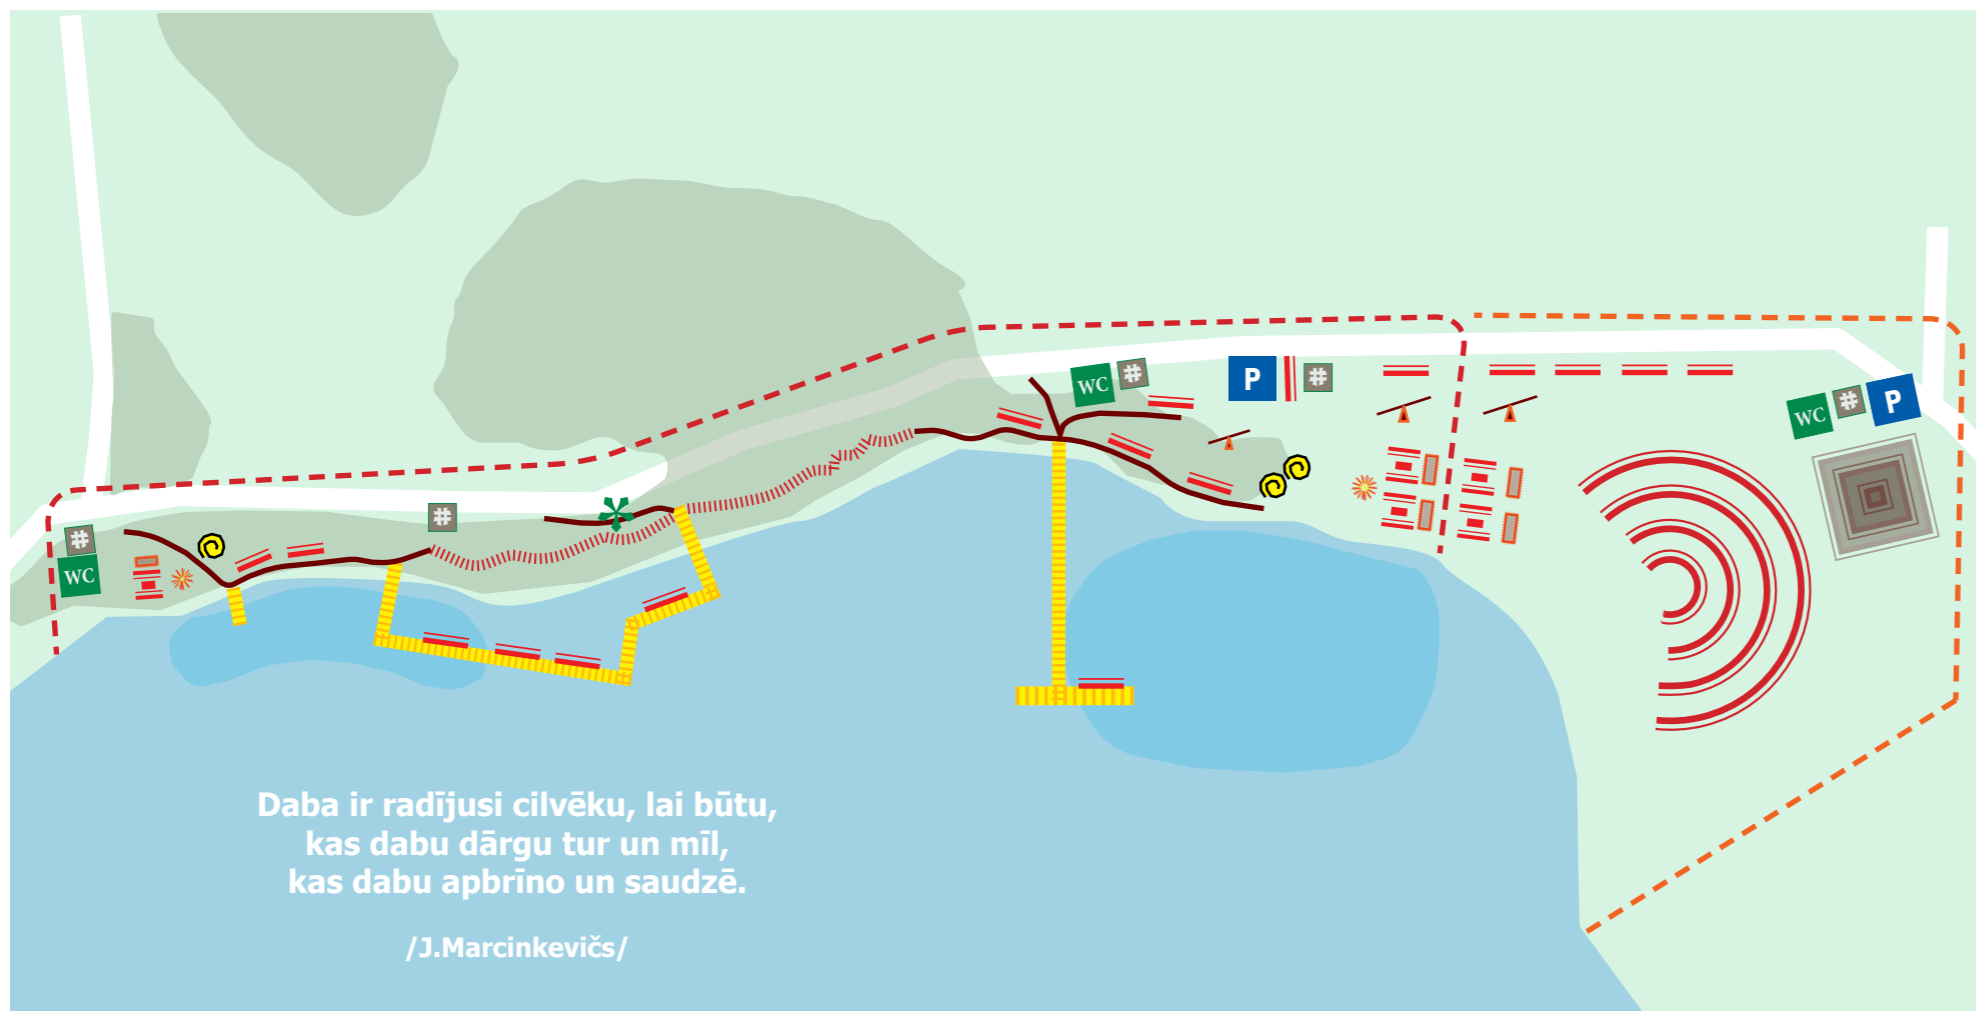 WC
P
WC
P
WC
Daba ir radījusi cilvēku, lai būtu,
kas dabu dārgu tur un mīl,
kas dabu apbrīno un saudzē.
/J.Marcinkevičs/